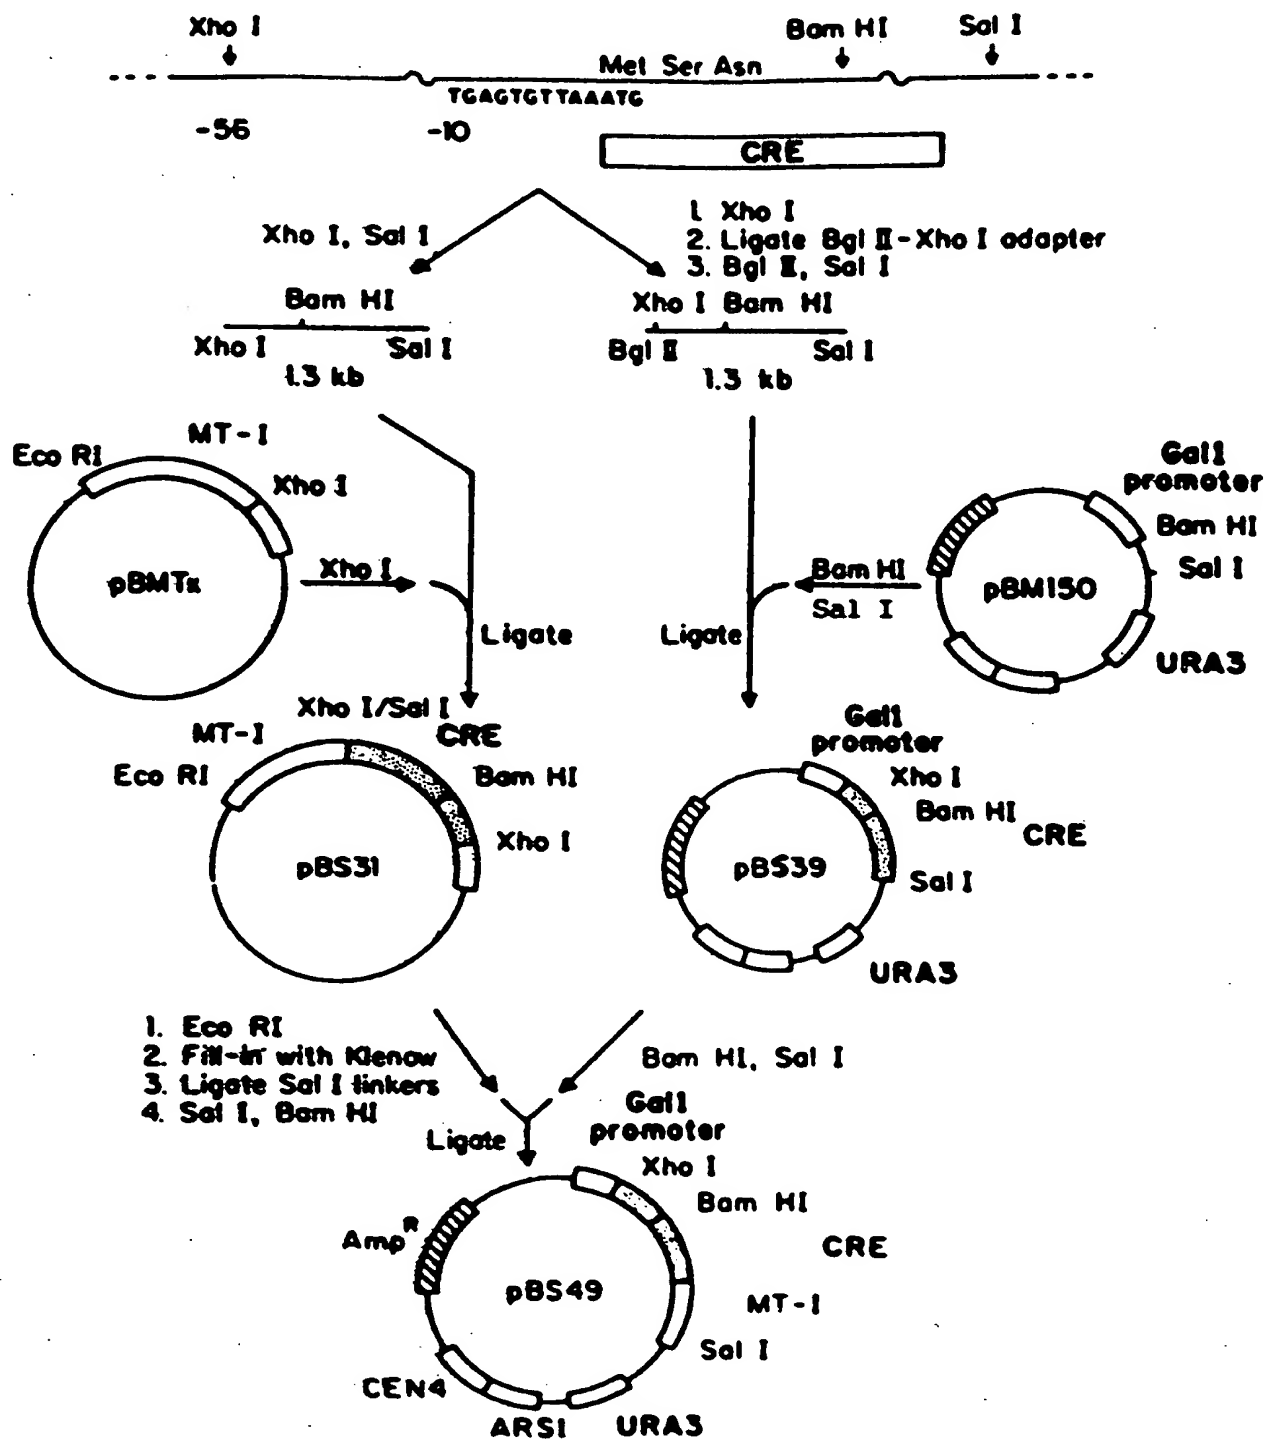 Xho I
Bam HI
Sal I
Met Ser Asn
TGAGTGTTAAATG
-56
-10
CRE
Xho I, Sal I
1. Xho I
2. Ligate Bgl II-Xho I adapter
3. Bgl II, Sal I
Bam HI
Xho I
Sal I
1.3 kb
Xho I Bam HI
Bgl II
Sal I
1.3 kb
MT-I
Eco RI
Xho I
pBMTx
Xho I
Ligate
Gal1
promoter
Bam HI
Sal I
pBM150
URA3
Bam HI
Sal I
Ligate
Xho I/Sal I
MT-I
CRE
Eco RI
Bam HI
Xho I
pBS31
Gal1
promoter
Xho I
Bam HI
CRE
pBS39
Sal I
URA3
1. Eco RI
2. Fill-in with Klenow
3. Ligate Sal I linkers
4. Sal I, Bam HI
Bam HI, Sal I
Ligate
Gal1
promoter
Xho I
Bam HI
Amp R
CRE
pBS49
MT-I
Sal I
CEN4
ARS1
URA3